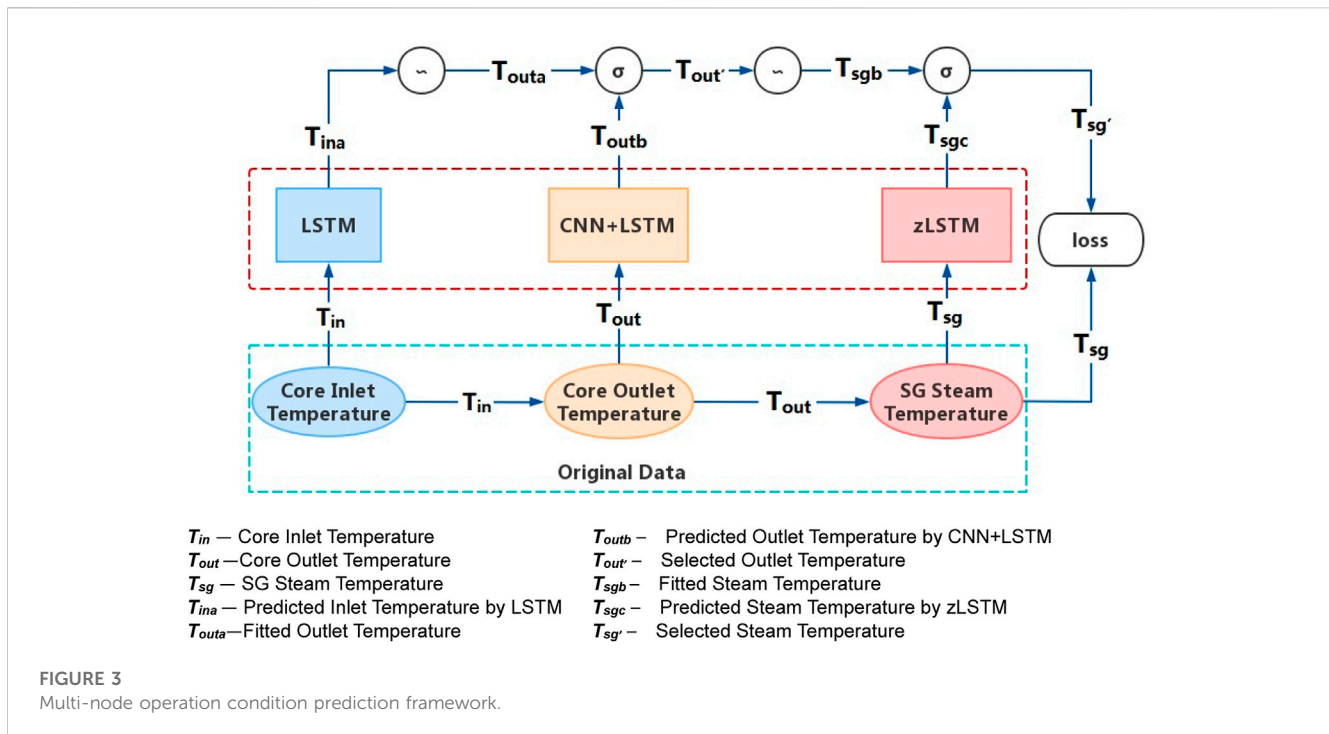 ∽ T_outa σ T_out′ ∽ T_sgb σ
T_ina T_outb T_sgc T_sg′
LSTM CNN+LSTM zLSTM loss
T_in T_out T_sg T_sg
Core Inlet
Temperature
T_in
Core Outlet
Temperature
T_out
SG Steam
Temperature
Original Data
T_in — Core Inlet Temperature
T_out —Core Outlet Temperature
T_sg — SG Steam Temperature
T_ina — Predicted Inlet Temperature by LSTM
T_outa—Fitted Outlet Temperature
T_outb – Predicted Outlet Temperature by CNN+LSTM
T_out′ – Selected Outlet Temperature
T_sgb – Fitted Steam Temperature
T_sgc – Predicted Steam Temperature by zLSTM
T_sg′ – Selected Steam Temperature
FIGURE 3
Multi-node operation condition prediction framework.